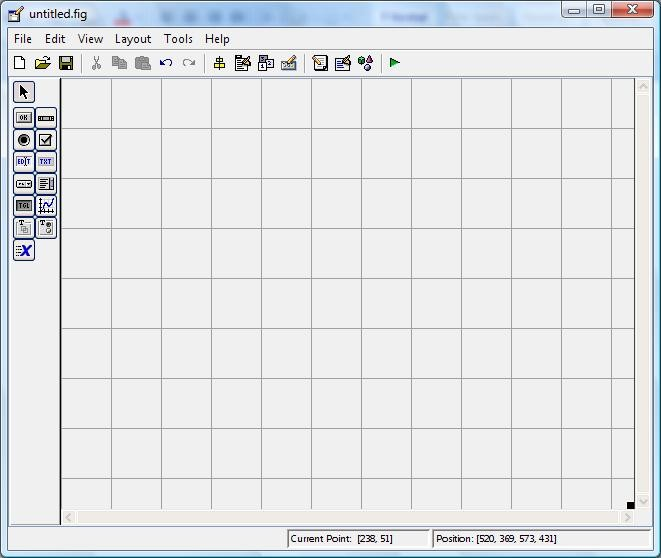 untitled.fig
File Edit View Layout Tools Help
OK
EDIT TXT
TGL
T T
X
Current Point: [238, 51] Position: [520, 369, 573, 431]